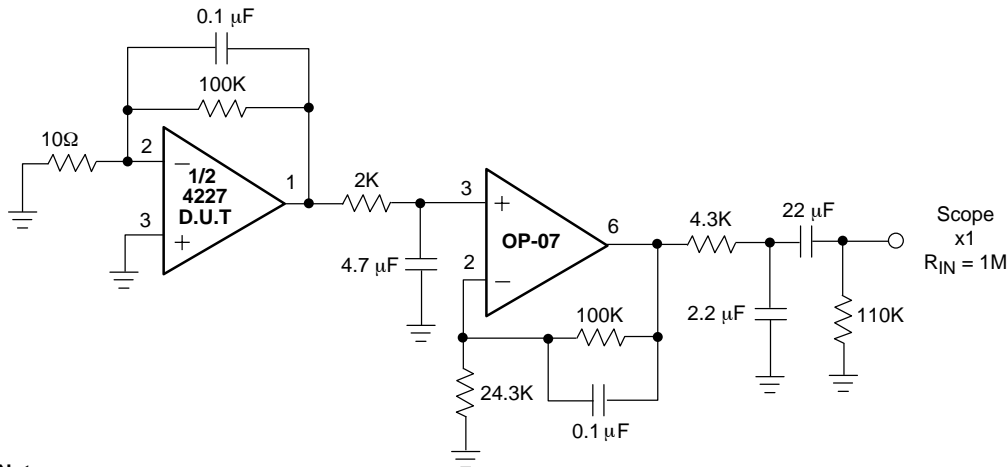 0.1 μF
100K
10Ω
2
−
1/2
4227
D.U.T
1
3
+
2K
4.7 μF
3
+
OP-07
6
2
−
4.3K
22 μF
Scope
x1
RIN = 1M
2.2 μF
110K
100K
24.3K
0.1 μF